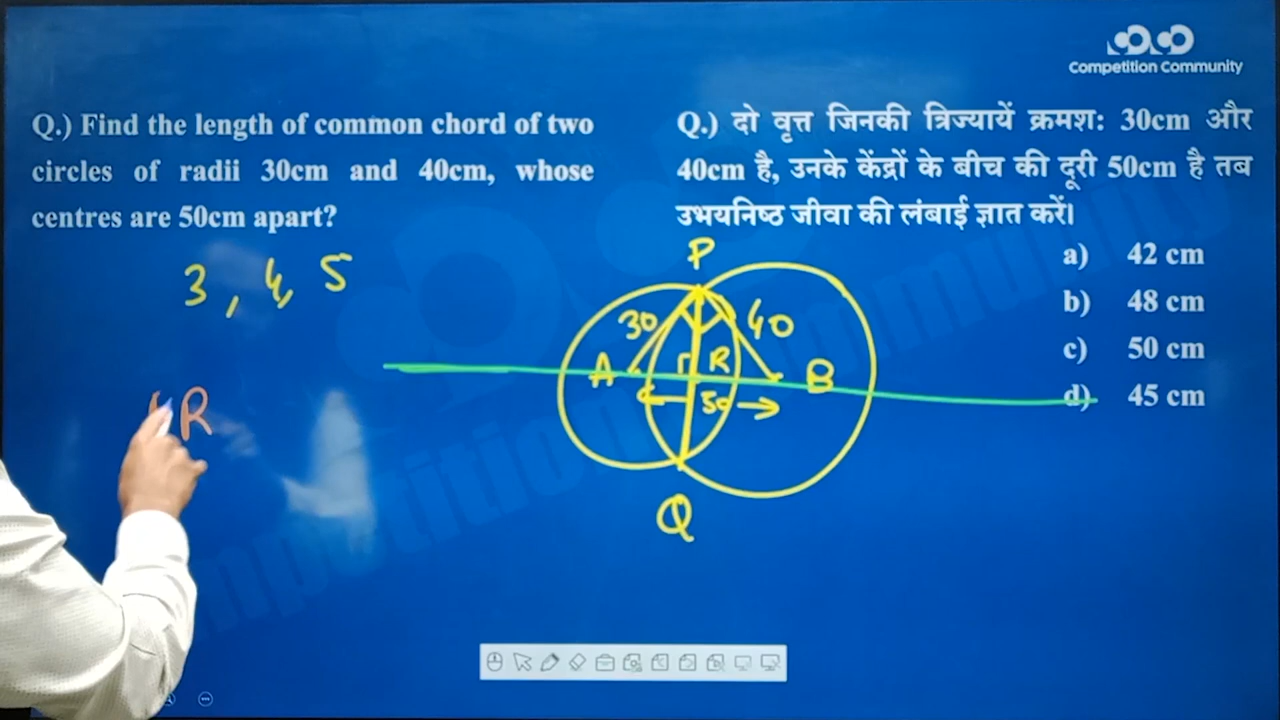 Competition Community
Q.) Find the length of common chord of two
circles of radii 30cm and 40cm, whose
centres are 50cm apart?
Q.) दो वृत्त जिनकी त्रिज्यायें क्रमश: 30cm और
40cm है, उनके केंद्रों के बीच की दूरी 50cm है तब
उभयनिष्ठ जीवा की लंबाई ज्ञात करें।
a) 42 cm
b) 48 cm
c) 50 cm
d) 45 cm
3, 4, 5
P
30 40
A R B
50
Q
R